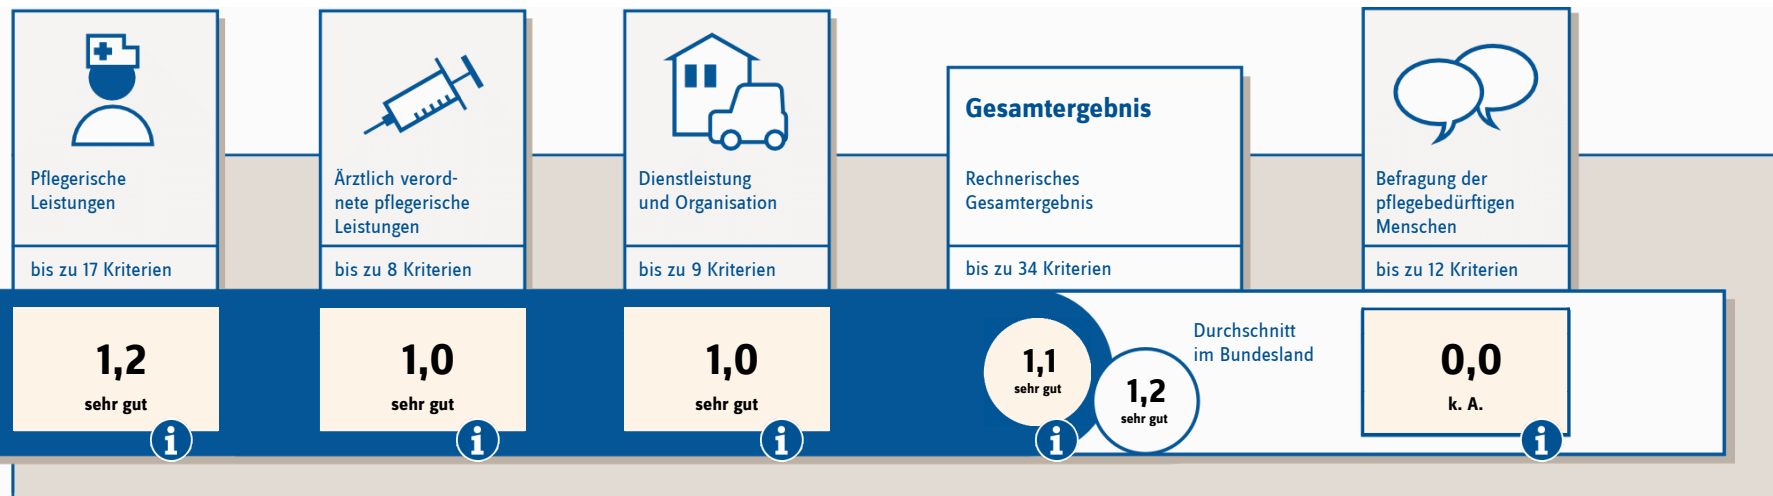 Pflegerische
Leistungen
bis zu 17 Kriterien
1,2
sehr gut
i
Ärztlich verord-
nete pflegerische
Leistungen
bis zu 8 Kriterien
1,0
sehr gut
i
Dienstleistung
und Organisation
bis zu 9 Kriterien
1,0
sehr gut
i
Gesamtergebnis
Rechnerisches
Gesamtergebnis
bis zu 34 Kriterien
1,1
sehr gut
i
Durchschnitt
im Bundesland
1,2
sehr gut
Befragung der
pflegebedürftigen
Menschen
bis zu 12 Kriterien
0,0
k. A.
i